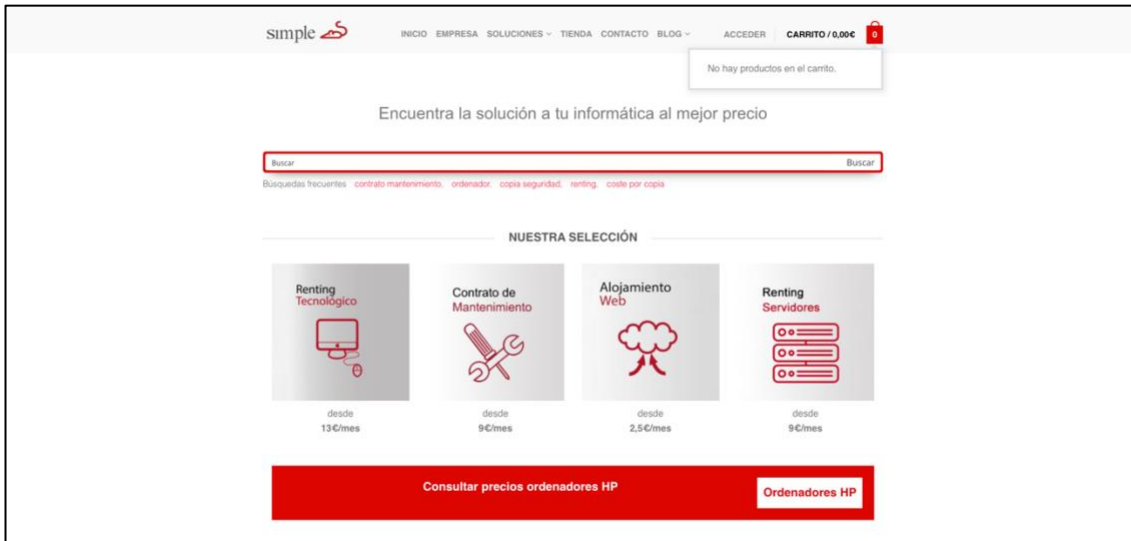 simple
INICIO EMPRESA SOLUCIONES TIENDA CONTACTO BLOG ACCEDER CARRITO / 0,00€ 0
No hay productos en el carrito.
Encuentra la solución a tu informática al mejor precio
Buscar Buscar
Búsquedas frecuentes contrato mantenimiento, ordenador, copia seguridad, renting, coste por copia
NUESTRA SELECCIÓN
Renting
Tecnológico
Contrato de
Mantenimiento
Alojamiento
Web
Renting
Servidores
desde desde desde desde
13€/mes 9€/mes 2,5€/mes 9€/mes
Consultar precios ordenadores HP
Ordenadores HP